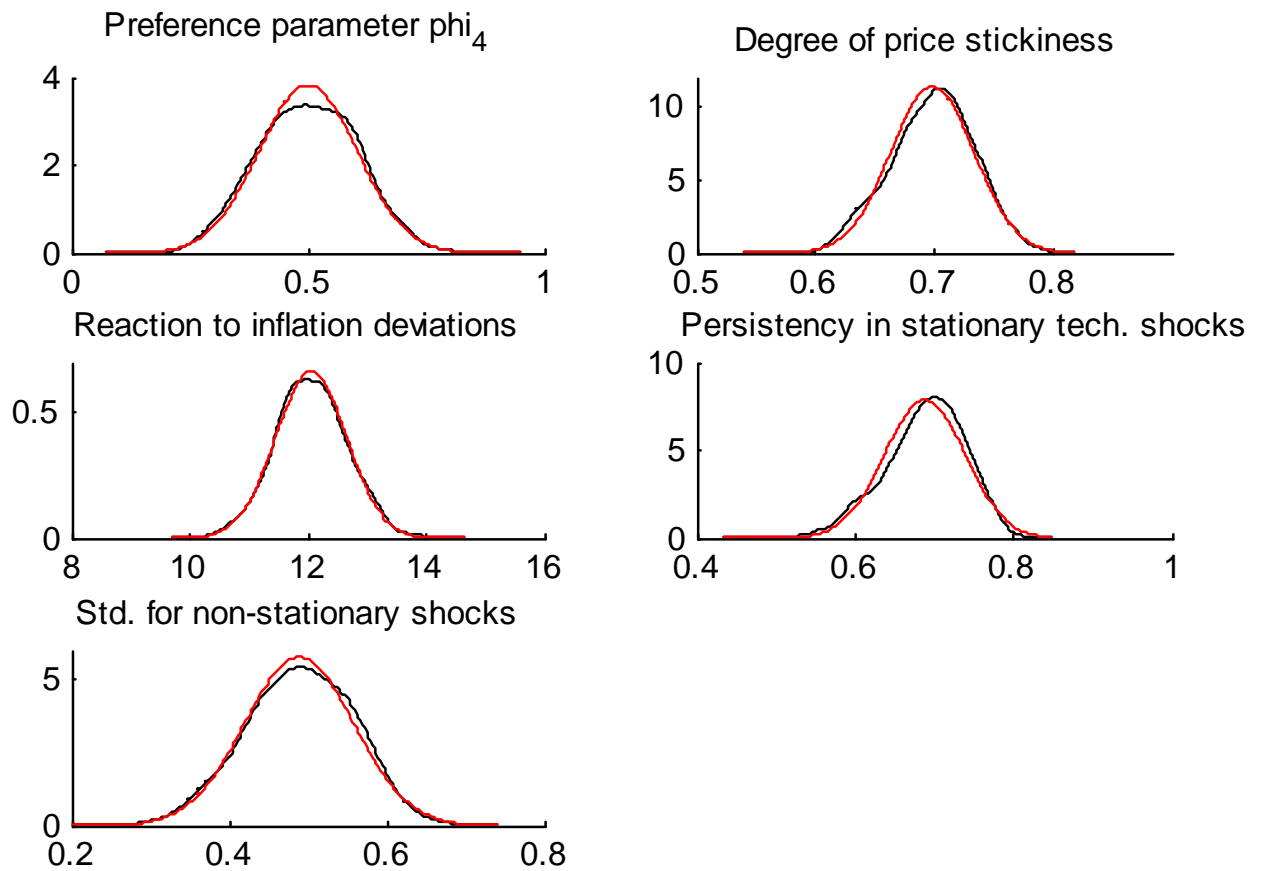 Preference parameter phi4
4
2
0
0 0.5 1
Degree of price stickiness
10
5
0
0.5 0.6 0.7 0.8
Reaction to inflation deviations
0.5
0
8 10 12 14 16
Persistency in stationary tech. shocks
10
5
0
0.4 0.6 0.8 1
Std. for non-stationary shocks
5
0
0.2 0.4 0.6 0.8